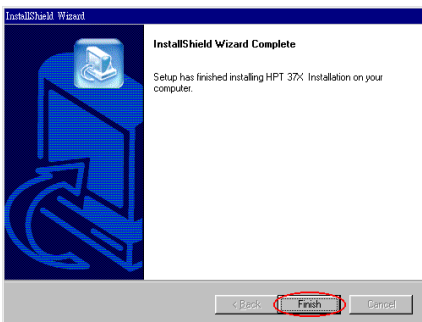 InstallShield Wizard
InstallShield Wizard Complete
Setup has finished installing HPT 37X  Installation on your
computer.
< Back
Finish
Cancel